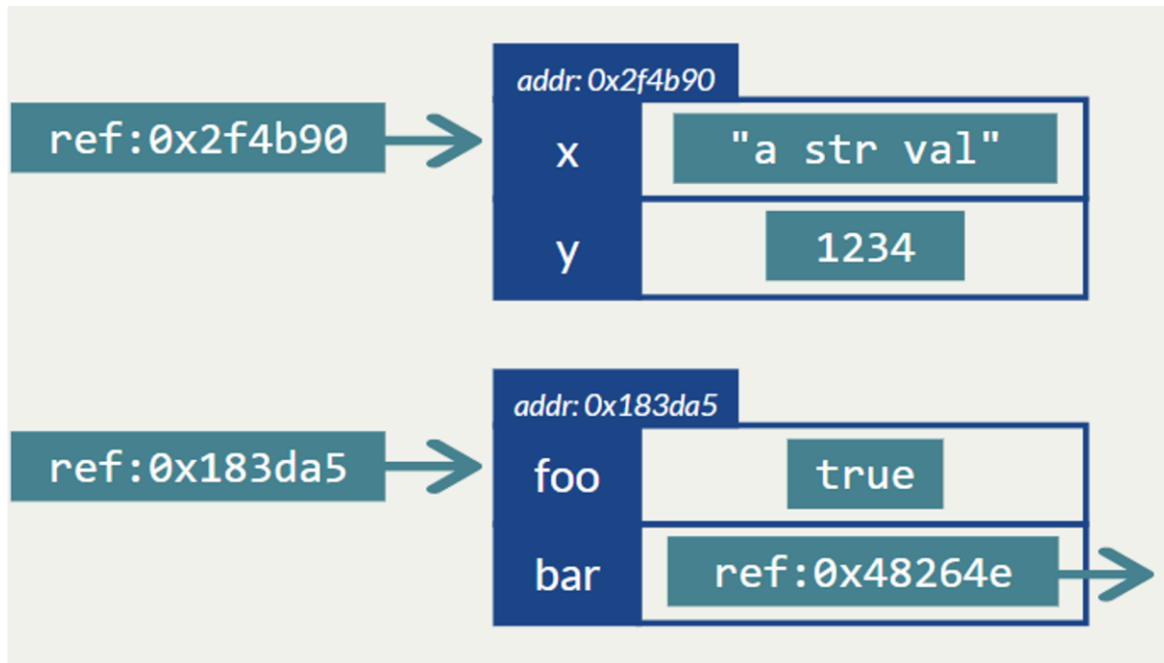 addr: 0x2f4b90
ref:0x2f4b90
x "a str val"
y 1234
addr: 0x183da5
ref:0x183da5
foo true
bar ref:0x48264e